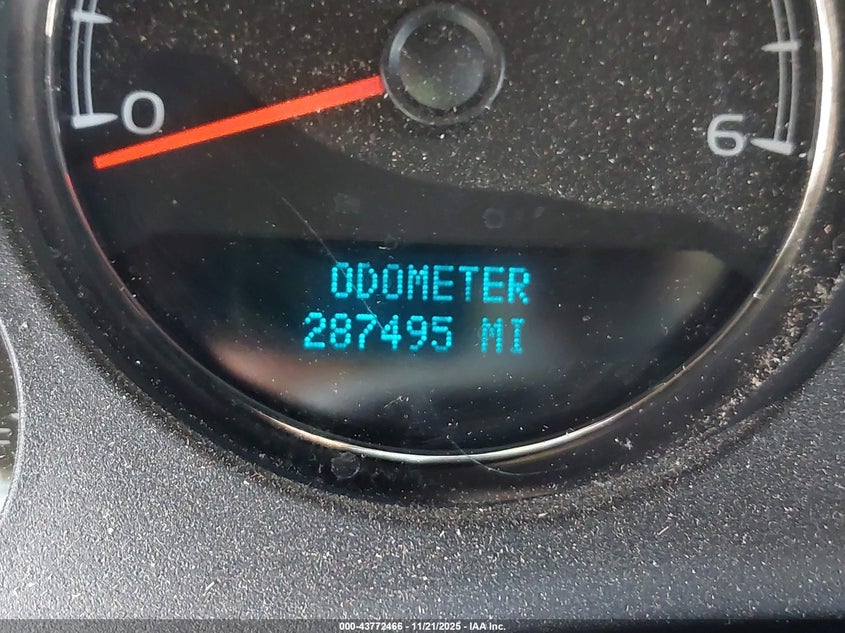 0
6
ODOMETER
287495 MI
000-43772466 - 11/21/2025 - IAA Inc.